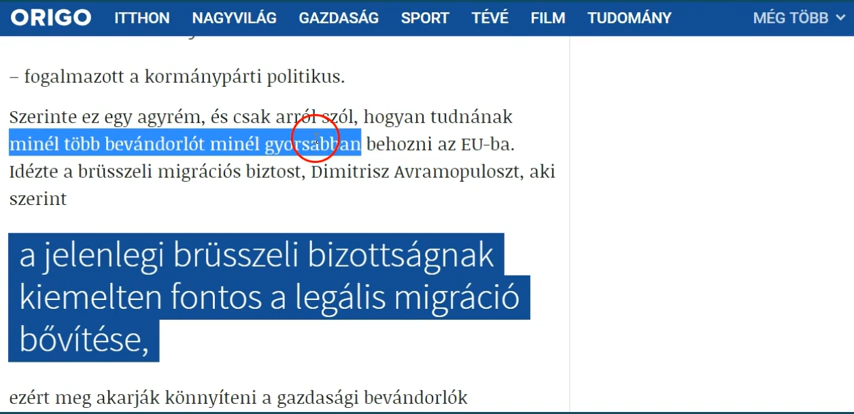 ORIGO ITTHON NAGYVILÁG GAZDASÁG SPORT TÉVÉ FILM TUDOMÁNY MÉG TÖBB
– fogalmazott a kormánypárti politikus.
Szerinte ez egy agyrém, és csak arról szól, hogyan tudnának
minél több bevándorlót minél gyorsabban behozni az EU-ba.
Idézte a brüsszeli migrációs biztost, Dimitrisz Avramopuloszt, aki
szerint
a jelenlegi brüsszeli bizottságnak
kiemelten fontos a legális migráció
bővítése,
ezért meg akarják könnyíteni a gazdasági bevándorlók